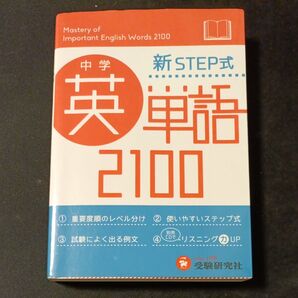 Mastery of
Important English Words 2100
中学
新STEP式
英単語
2100
① 重要度順のレベル分け
② 使いやすいステップ式
③ 試験によく出る例文
④ リスニング力UP
受験研究社